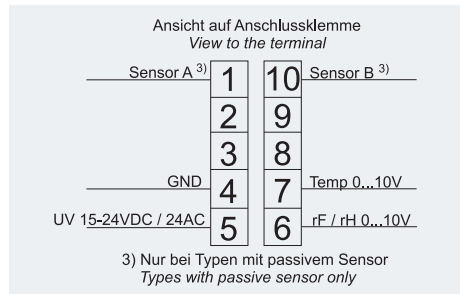 Ansicht auf Anschlussklemme
View to the terminal
Sensor A 3) 1 10 Sensor B 3)
2 9
3 8
GND 4 7 Temp 0...10V
UV 15-24VDC / 24AC 5 6 rF / rH 0...10V
3) Nur bei Typen mit passivem Sensor
Types with passive sensor only